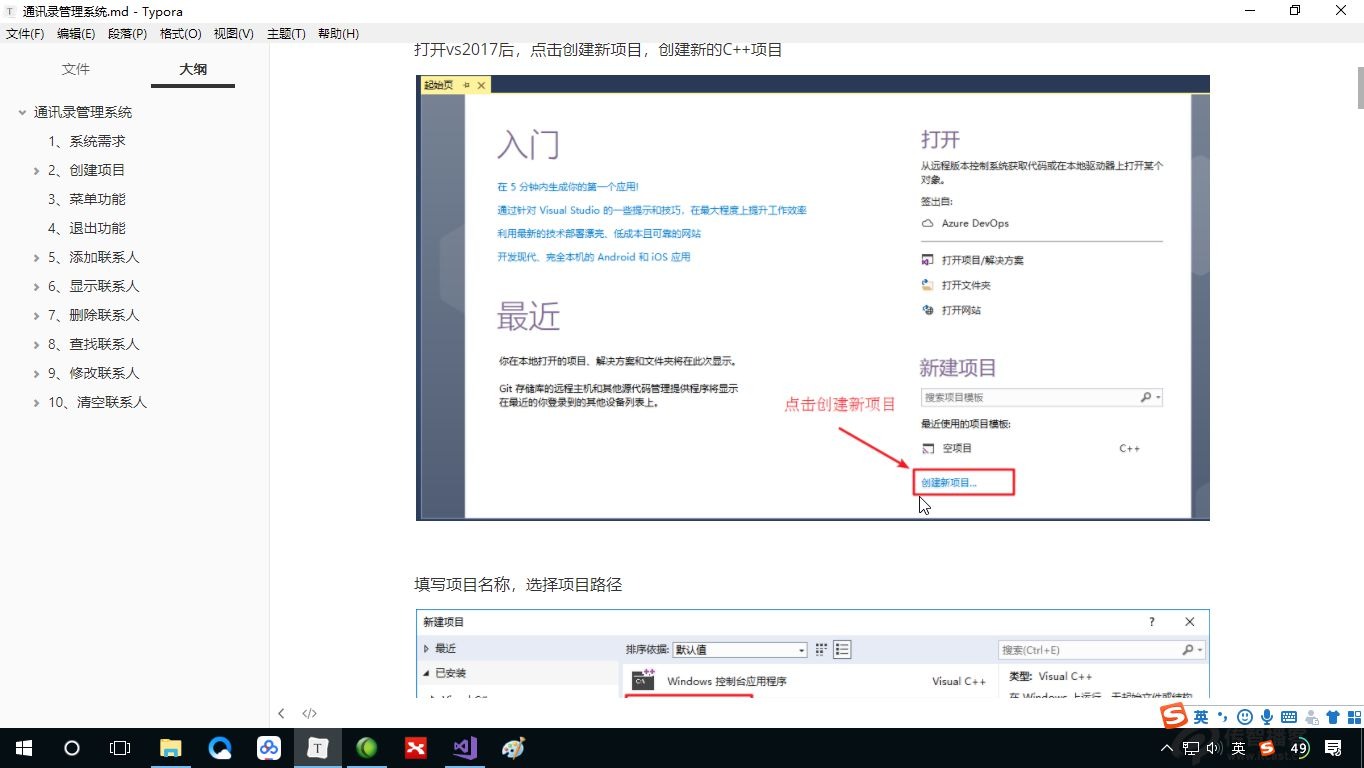 通讯录管理系统.md - Typora
文件(F) 编辑(E) 段落(P) 格式(O) 视图(V) 主题(T) 帮助(H)
文件 大纲
通讯录管理系统
1、系统需求
2、创建项目
3、菜单功能
4、退出功能
5、添加联系人
6、显示联系人
7、删除联系人
8、查找联系人
9、修改联系人
10、清空联系人
打开vs2017后，点击创建新项目，创建新的C++项目
起始页
入门
在 5 分钟内生成你的第一个应用!
通过针对 Visual Studio 的一些提示和技巧，在最大程度上提升工作效率
利用最新的技术部署漂亮、低成本且可靠的网站
开发现代、完全本机的 Android 和 iOS 应用
最近
你在本地打开的项目、解决方案和文件夹将在此次显示。
Git 存储库的远程主机和其他源代码管理提供程序将显示
在最近的你登录到的其他设备列表上。
打开
从远程版本控制系统获取代码或在本地驱动器上打开某个
对象。
签出自:
Azure DevOps
打开项目/解决方案
打开文件夹
打开网站
新建项目
搜索项目模板
最近使用的项目模板:
空项目 C++
点击创建新项目
创建新项目...
填写项目名称，选择项目路径
新建项目 ?
最近
排序依据: 默认值
搜索(Ctrl+E)
已安装
Windows 控制台应用程序 Visual C++
类型: Visual C++
在 Windows 上运行、无起始文件或结构
</> 
英
英 49
传智播客